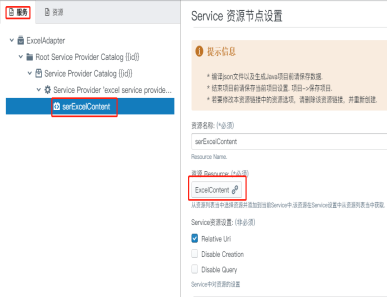 服务
资源
ExcelAdapter
Root Service Provider Catalog ({id})
Service Provider Catalog ({id})
Service Provider 'excel service provide...
serExcelContent
Service 资源节点设置
提示信息
* 编译json文件以及生成Java项目前请保存数据.
* 结束项目前请保存当前项目设置. 项目-->保存项目.
* 若要修改本资源链接中的资源选项, 请删除该资源链接, 并重新创建.
资源名称: (*必须)
serExcelContent
Resource Name.
资源 Resource: (*必须)
ExcelContent
从资源列表当中选择资源并添加到当前Service中,该资源在Service设置中从资源列表当中获取.
Service资源设置: (非必须)
Relative Url
Disable Creation
Disable Query
Service中对资源的设置